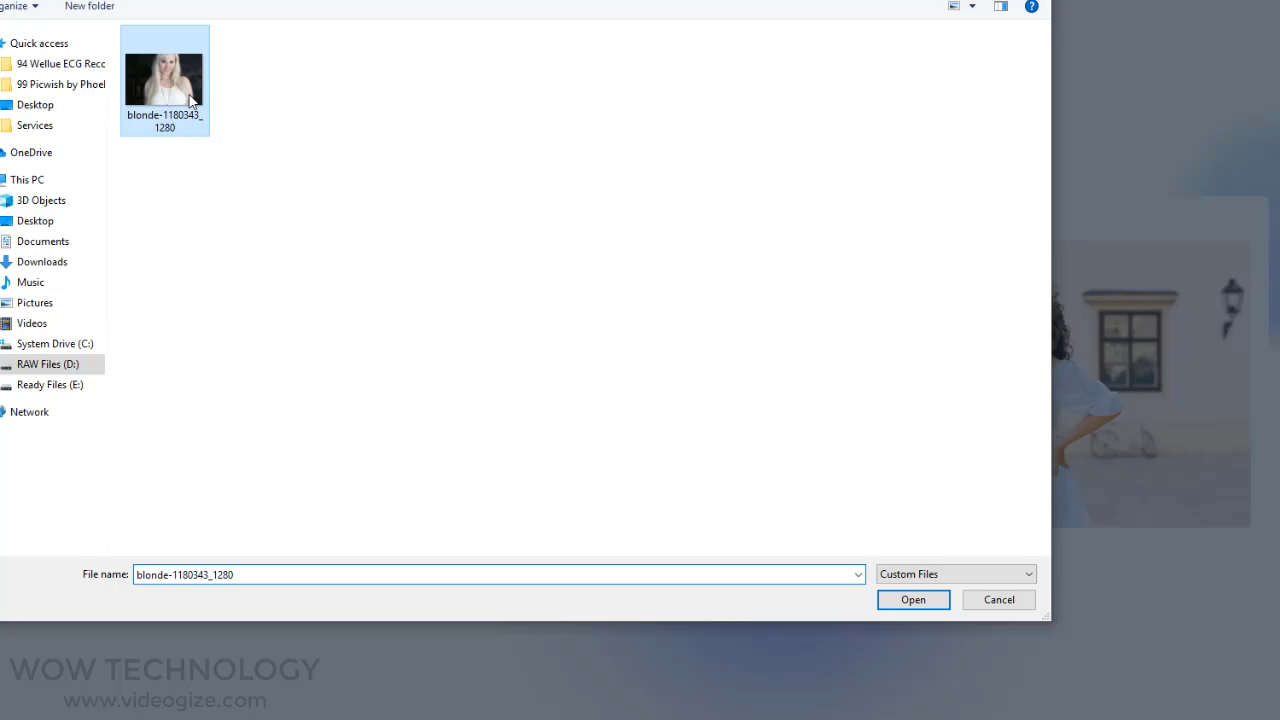 ganize
New folder
Quick access
94 Wellue ECG Reco
99 Picwish by Phoel
Desktop
Services
OneDrive
This PC
3D Objects
Desktop
Documents
Downloads
Music
Pictures
Videos
System Drive (C:)
RAW Files (D:)
Ready Files (E:)
Network
blonde-1180343_
1280
File name:
blonde-1180343_1280
Custom Files
Open
Cancel
WOW TECHNOLOGY
www.videogize.com